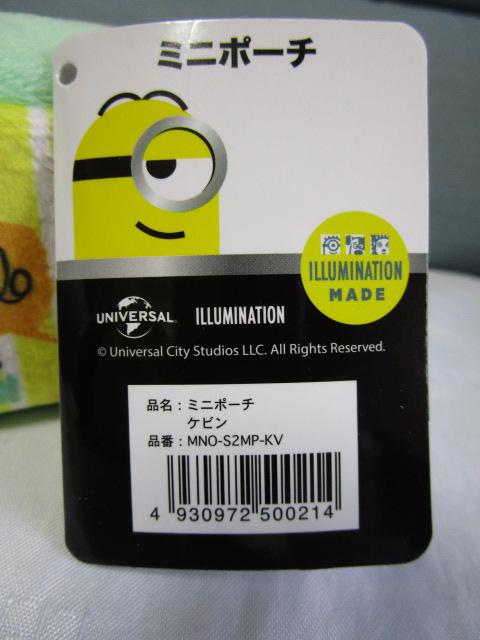 ミニポーチ
ILLUMINATION
MADE
UNIVERSAL
ILLUMINATION
© Universal City Studios LLC. All Rights Reserved.
品名：ミニポーチ
ケビン
品番：MNO-S2MP-KV
4 930972 500214